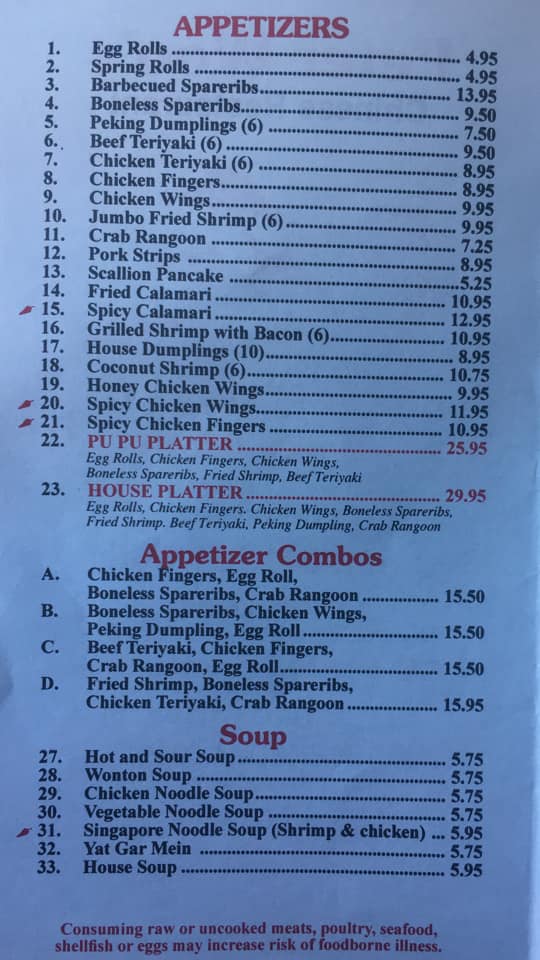 APPETIZERS
1. Egg Rolls 4.95
2. Spring Rolls 4.95
3. Barbecued Spareribs 13.95
4. Boneless Spareribs 9.50
5. Peking Dumplings (6) 7.50
6. Beef Teriyaki (6) 9.50
7. Chicken Teriyaki (6) 8.95
8. Chicken Fingers 8.95
9. Chicken Wings 9.95
10. Jumbo Fried Shrimp (6) 9.95
11. Crab Rangoon 7.25
12. Pork Strips 8.95
13. Scallion Pancake 5.25
14. Fried Calamari 10.95
15. Spicy Calamari 12.95
16. Grilled Shrimp with Bacon (6) 10.95
17. House Dumplings (10) 8.95
18. Coconut Shrimp (6) 10.75
19. Honey Chicken Wings 9.95
20. Spicy Chicken Wings 11.95
21. Spicy Chicken Fingers 10.95
22. PU PU PLATTER 25.95
Egg Rolls, Chicken Fingers, Chicken Wings,
Boneless Spareribs, Fried Shrimp, Beef Teriyaki
23. HOUSE PLATTER 29.95
Egg Rolls, Chicken Fingers. Chicken Wings, Boneless Spareribs,
Fried Shrimp. Beef Teriyaki, Peking Dumpling, Crab Rangoon
Appetizer Combos
A. Chicken Fingers, Egg Roll,
Boneless Spareribs, Crab Rangoon 15.50
B. Boneless Spareribs, Chicken Wings,
Peking Dumpling, Egg Roll 15.50
C. Beef Teriyaki, Chicken Fingers,
Crab Rangoon, Egg Roll 15.50
D. Fried Shrimp, Boneless Spareribs,
Chicken Teriyaki, Crab Rangoon 15.95
Soup
27. Hot and Sour Soup 5.75
28. Wonton Soup 5.75
29. Chicken Noodle Soup 5.75
30. Vegetable Noodle Soup 5.75
31. Singapore Noodle Soup (Shrimp & chicken) 5.95
32. Yat Gar Mein 5.75
33. House Soup 5.95
Consuming raw or uncooked meats, poultry, seafood,
shellfish or eggs may increase risk of foodborne illness.